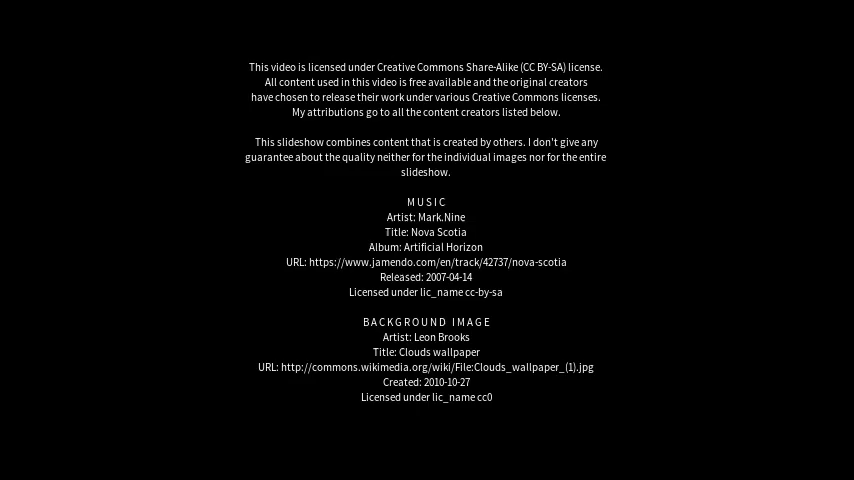 This video is licensed under Creative Commons Share-Alike (CC BY-SA) license.
All content used in this video is free available and the original creators
have chosen to release their work under various Creative Commons licenses.
My attributions go to all the content creators listed below.
This slideshow combines content that is created by others. I don't give any
guarantee about the quality neither for the individual images nor for the entire
slideshow.
MUSIC
Artist: Mark.Nine
Title: Nova Scotia
Album: Artificial Horizon
URL: https://www.jamendo.com/en/track/42737/nova-scotia
Released: 2007-04-14
Licensed under lic_name cc-by-sa
BACKGROUND IMAGE
Artist: Leon Brooks
Title: Clouds wallpaper
URL: http://commons.wikimedia.org/wiki/File:Clouds_wallpaper_(1).jpg
Created: 2010-10-27
Licensed under lic_name cc0